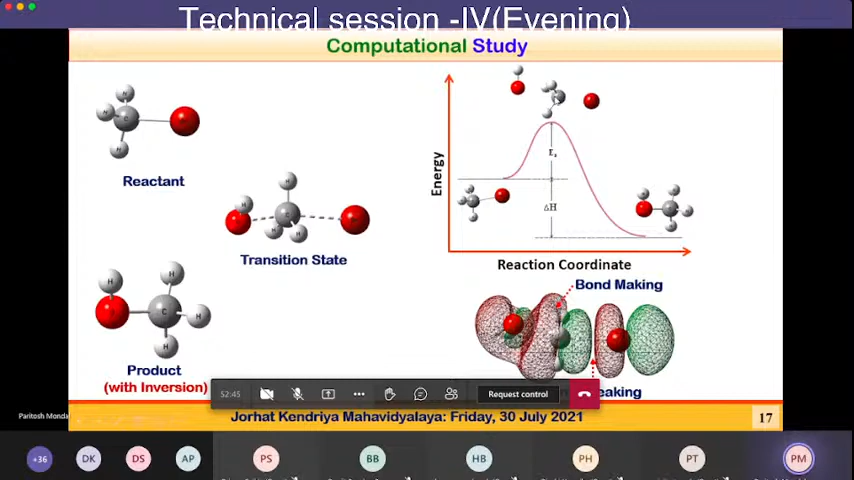 Technical session -IV(Evening)
Computational Study
Reactant
Transition State
Product
(with Inversion)
Energy
E
ΔH
Reaction Coordinate
Bond Making
eaking
52:45
Request control
Paritosh Mondal
Jorhat Kendriya Mahavidyalaya: Friday, 30 July 2021
17
+36
DK
DS
AP
PS
BB
HB
PH
PT
PM